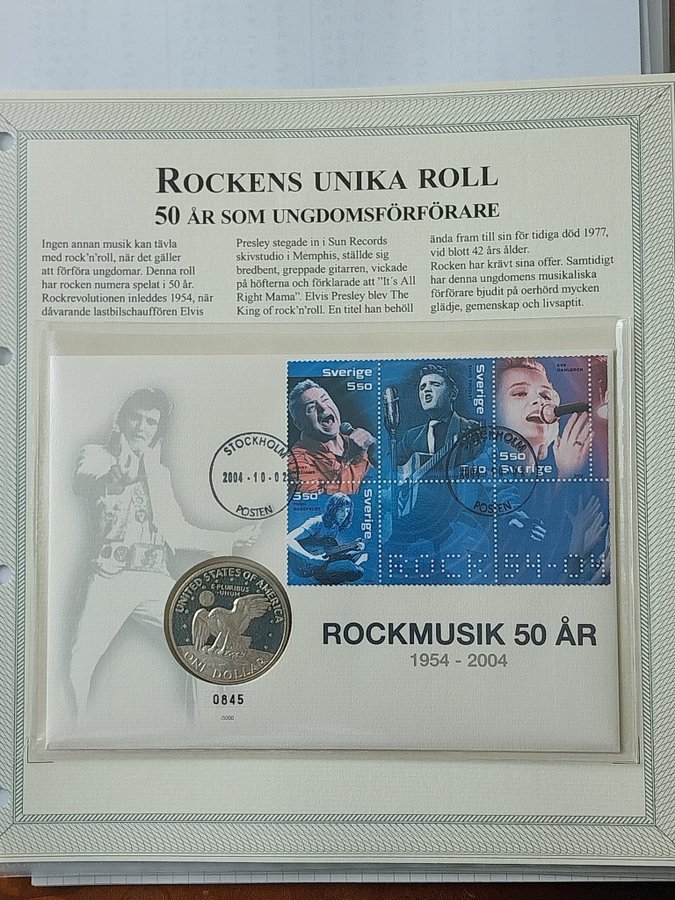 ROCKENS UNIKA ROLL
50 ÅR SOM UNGDOMSFÖRFÖRARE
Ingen annan musik kan tävla
med rock'n'roll, när det gäller
att förföra ungdomar. Denna roll
har rocken numera spelat i 50 år.
Rockrevolutionen inleddes 1954, när
dåvarande lastbilschauffören Elvis
Presley stegade in i Sun Records
skivstudio i Memphis, ställde sig
bredbent, greppade gitarren, vickade
på höfterna och förklarade att "It's All
Right Mama". Elvis Presley blev The
King of rock'n'roll. En titel han behöll
ända fram till sin för tidiga död 1977,
vid blott 42 års ålder.
Rocken har krävt sina offer. Samtidigt
har denna ungdomens musikaliska
förförare bjudit på oerhörd mycken
glädje, gemenskap och livsaptit.
Sverige
5 50
Sverige
EVA
DAHLGREN
5 50
Sverige
5 50
Sverige
ROCK 54-04
STOCKHOLM
2004-10-02
POSTEN
STOCKHOLM
POSTEN
UNITED STATES OF AMERICA
E PLURIBUS
UNUM
ONE DOLLAR
ROCKMUSIK 50 ÅR
1954 - 2004
0845
/5000